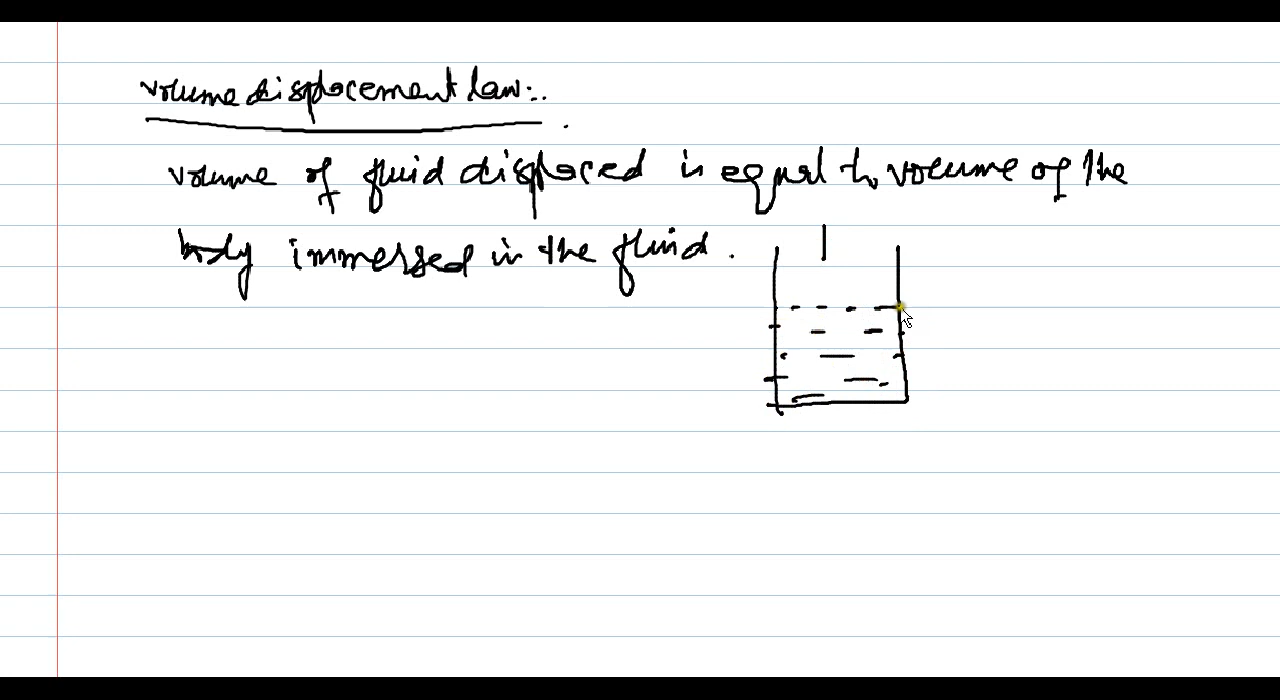 volume displacement law:.
volume of fluid displaced is equal to volume of the
body immersed in the fluid.